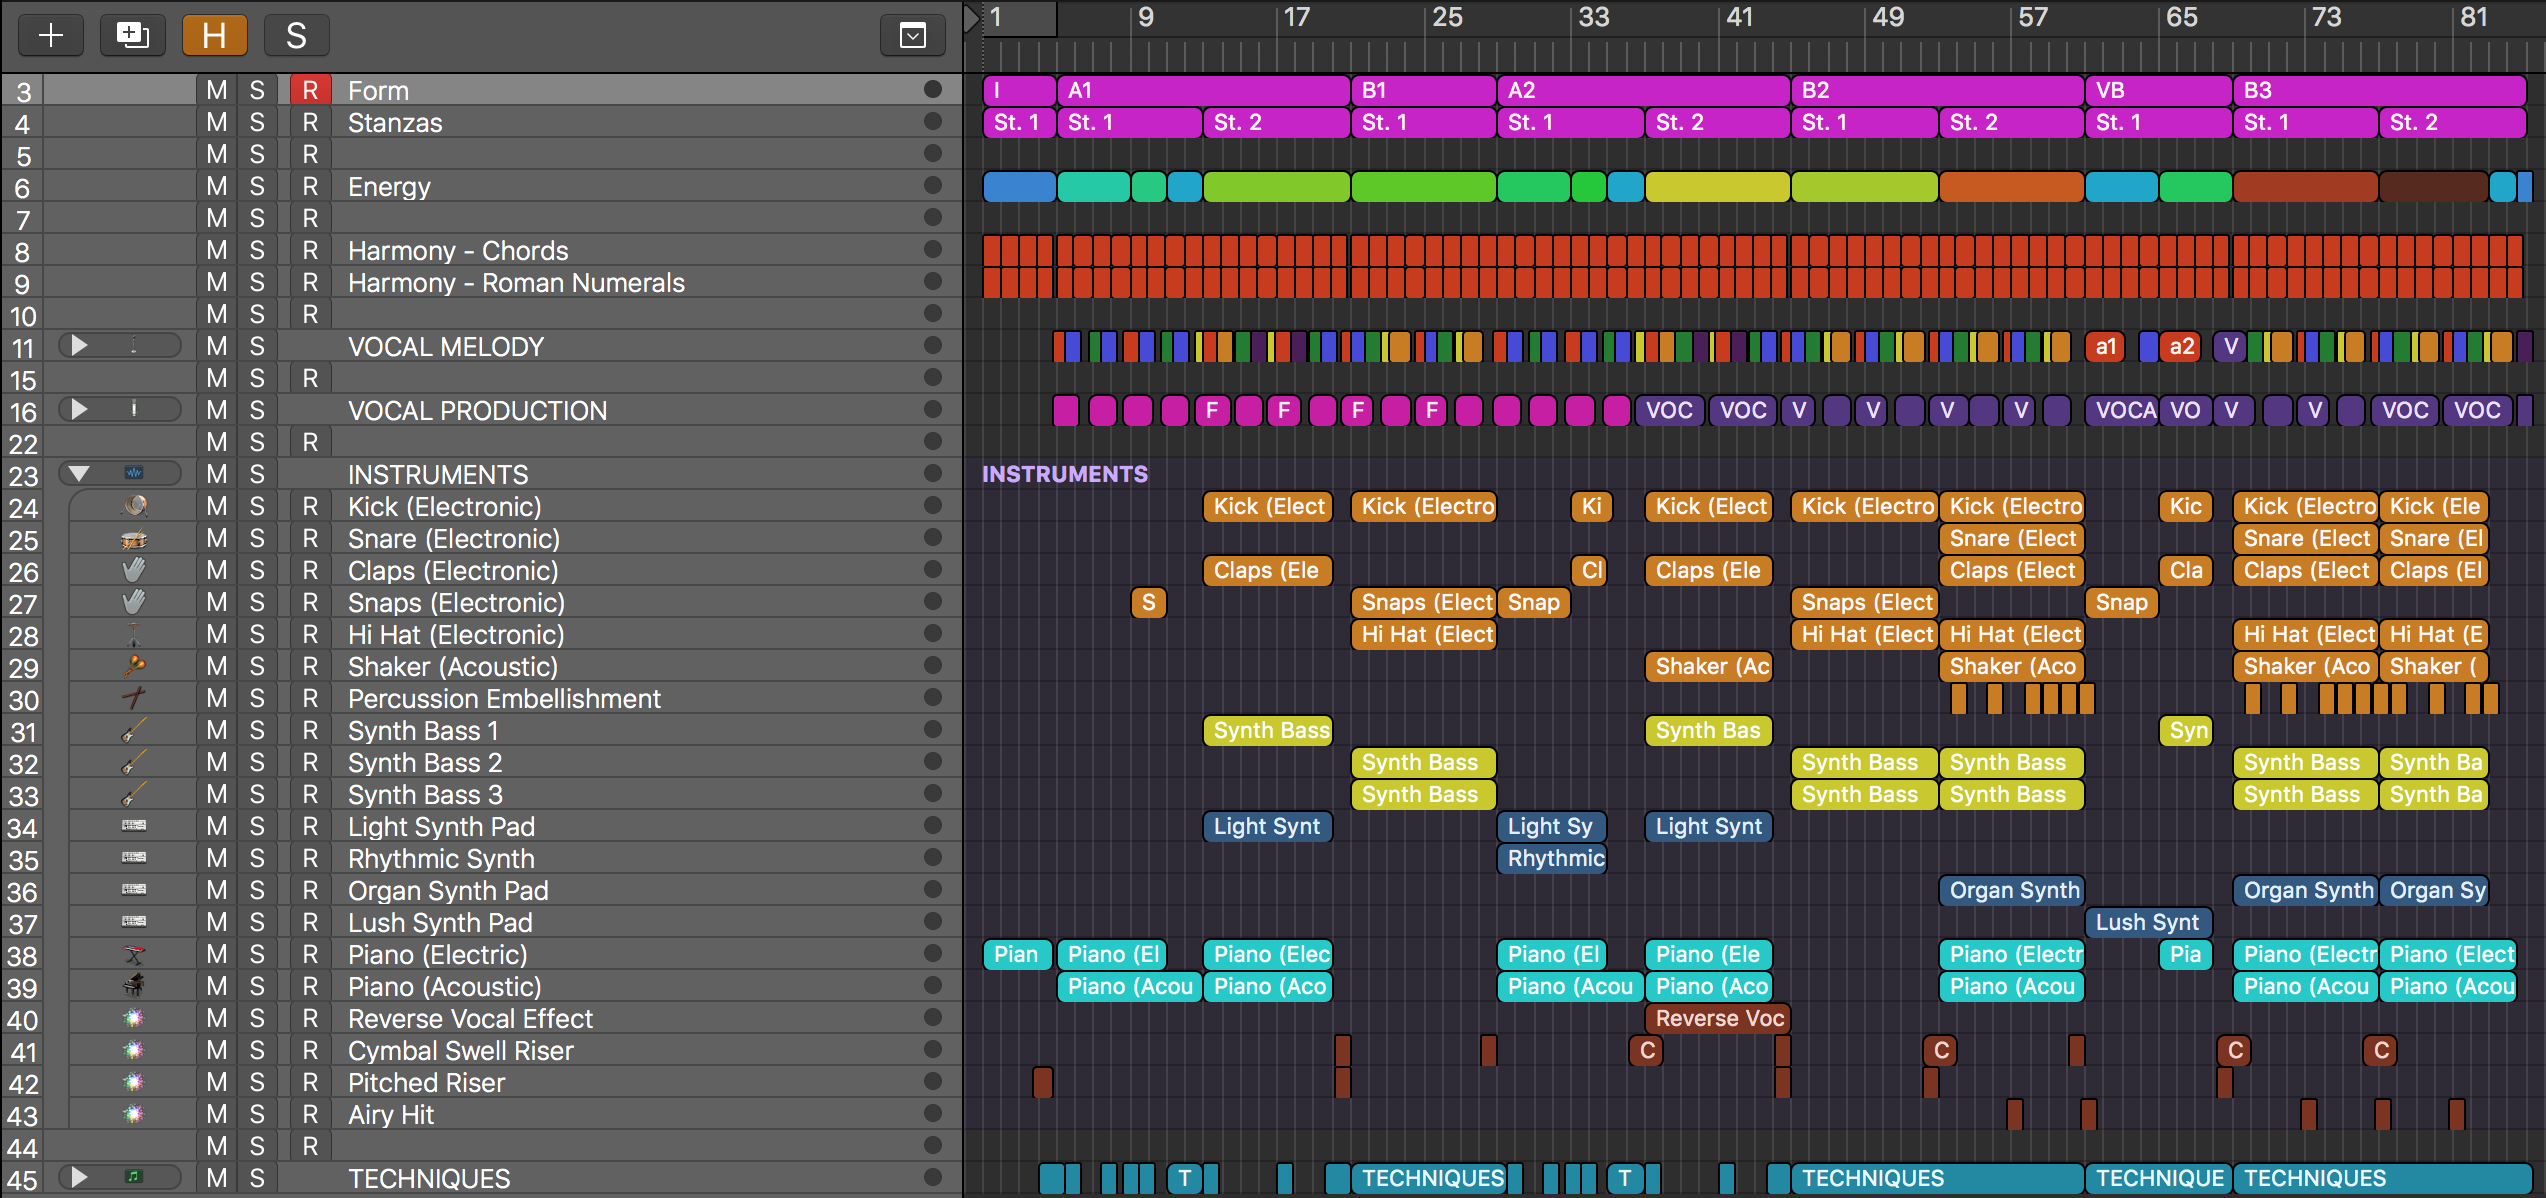 H S 1 9 17 25 33 41 49 57 65 73 81
3 M S R Form I A1 B1 A2 B2 VB B3
4 M S R Stanzas St. 1 St. 1 St. 2 St. 1 St. 1 St. 2 St. 1 St. 2 St. 1 St. 1 St. 2
5 M S R
6 M S R Energy
7 M S R
8 M S R Harmony - Chords
9 M S R Harmony - Roman Numerals
10 M S R
11 M S VOCAL MELODY a1 a2 V
15 M S R
16 M S VOCAL PRODUCTION F F F F VOC VOC V V V V VOCA VO V V VOC VOC
22 M S R
23 M S INSTRUMENTS INSTRUMENTS
24 M S R Kick (Electronic) Kick (Elect Kick (Electro Ki Kick (Elect Kick (Electro Kick (Electro Kic Kick (Electro Kick (Ele
25 M S R Snare (Electronic) Snare (Elect Snare (Elect Snare (El
26 M S R Claps (Electronic) Claps (Ele Cl Claps (Ele Claps (Elect Cla Claps (Elect Claps (El
27 M S R Snaps (Electronic) S Snaps (Elect Snap Snaps (Elect Snap
28 M S R Hi Hat (Electronic) Hi Hat (Elect Hi Hat (Elect Hi Hat (Elect Hi Hat (Elect Hi Hat (E
29 M S R Shaker (Acoustic) Shaker (Ac Shaker (Aco Shaker (Aco Shaker (
30 M S R Percussion Embellishment
31 M S R Synth Bass 1 Synth Bass Synth Bas Syn
32 M S R Synth Bass 2 Synth Bass Synth Bass Synth Bass Synth Bass Synth Ba
33 M S R Synth Bass 3 Synth Bass Synth Bass Synth Bass Synth Bass Synth Ba
34 M S R Light Synth Pad Light Synt Light Sy Light Synt
35 M S R Rhythmic Synth Rhythmic
36 M S R Organ Synth Pad Organ Synth Organ Synth Organ Sy
37 M S R Lush Synth Pad Lush Synt
38 M S R Piano (Electric) Pian Piano (El Piano (Elec Piano (El Piano (Ele Piano (Electr Pia Piano (Electr Piano (Elect
39 M S R Piano (Acoustic) Piano (Acou Piano (Aco Piano (Acou Piano (Aco Piano (Acou Piano (Acou Piano (Acou
40 M S R Reverse Vocal Effect Reverse Voc
41 M S R Cymbal Swell Riser C C C C
42 M S R Pitched Riser
43 M S R Airy Hit
44 M S R
45 M S TECHNIQUES T TECHNIQUES T TECHNIQUES TECHNIQUE TECHNIQUES